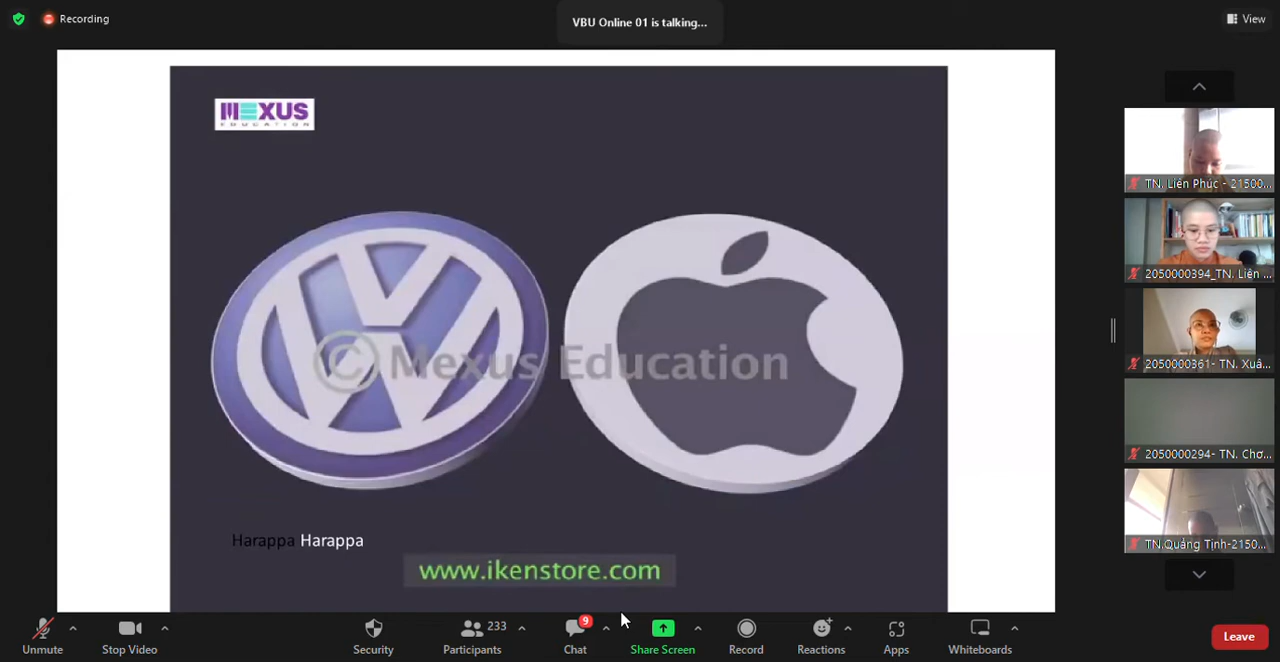 Recording
VBU Online 01 is talking...
View
MEXUS
EDUCATION
© Mexus Education
Harappa Harappa
www.ikenstore.com
TN. Liên Phúc - 21500...
2050000394_TN. Liên ...
2050000361- TN. Xuâ...
2050000294- TN. Chơ...
TN.Quảng Tịnh-2150...
Unmute
Stop Video
Security
233
Participants
9
Chat
Share Screen
Record
Reactions
Apps
Whiteboards
Leave